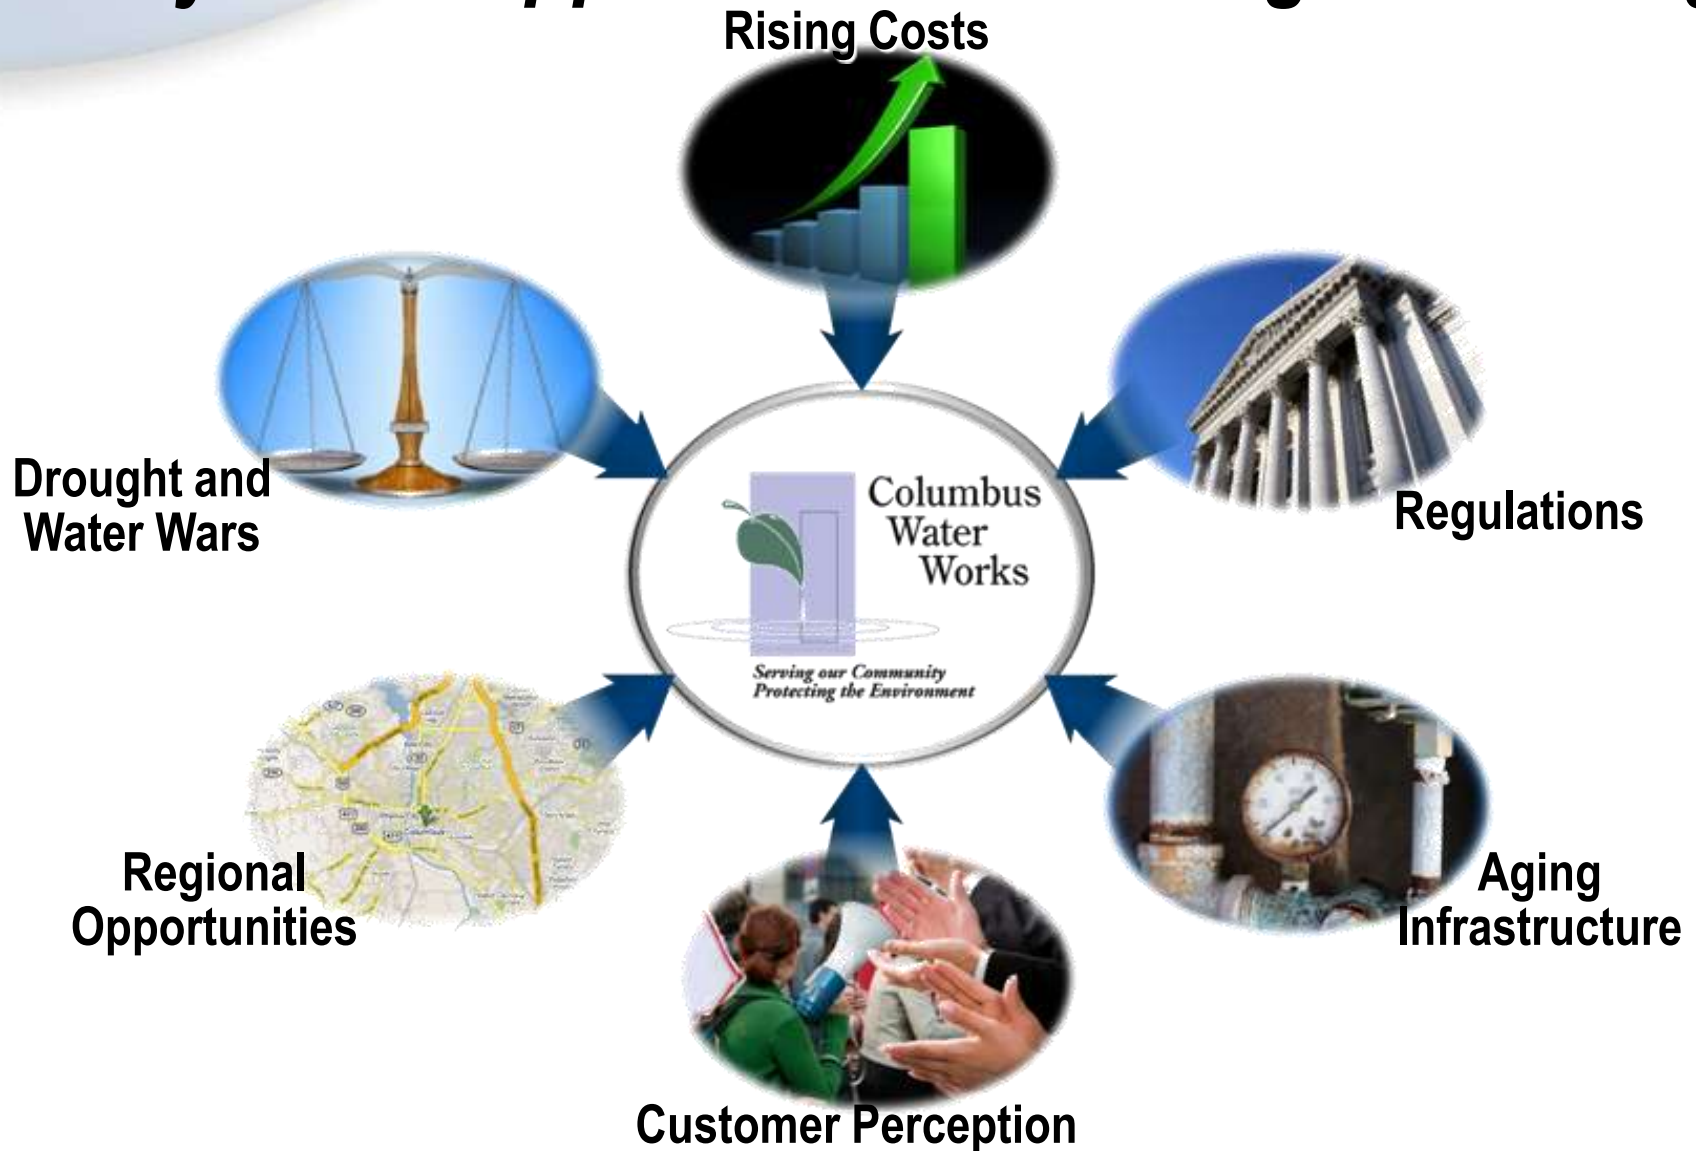 Rising Costs
Drought and
Water Wars
Regulations
Columbus
Water
Works
Serving our Community
Protecting the Environment
Regional
Opportunities
Aging
Infrastructure
Customer Perception